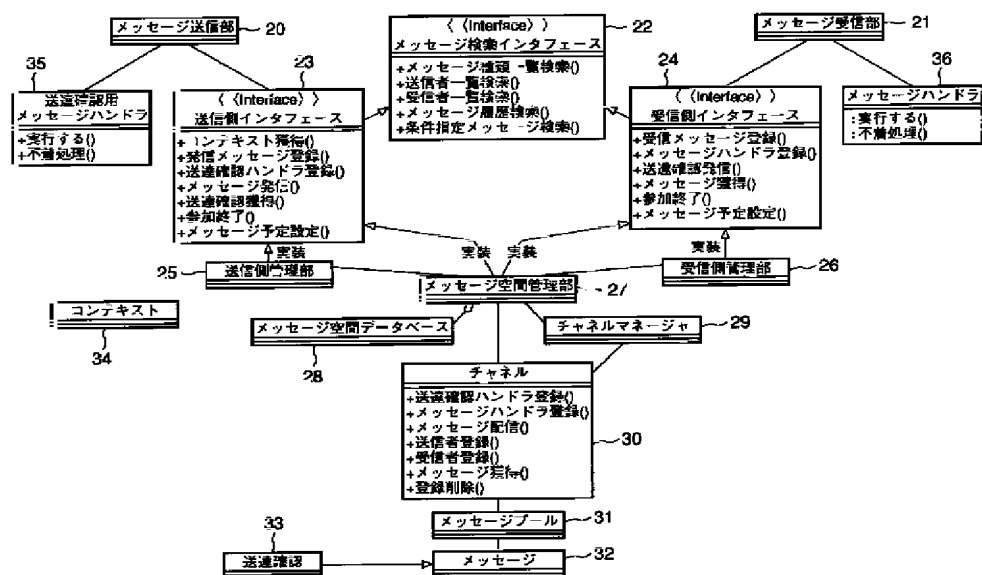 メッセージ送信部
20
〈〈Interface〉〉
メッセージ検索インタフェース
+メッセージ種類一覧検索()
+送信者一覧検索()
+受信者一覧検索()
+メッセージ履歴検索()
+条件指定メッセージ検索()
22
メッセージ受信部
21
35
送達確認用
メッセージハンドラ
+実行する()
+不着処理()
23
〈〈Interface〉〉
送信側インタフェース
+コンテキスト獲得()
+発信メッセージ登録()
+送達確認ハンドラ登録()
+メッセージ発信()
+送達確認獲得()
+参加終了()
+メッセージ予定設定()
24
〈〈Interface〉〉
受信側インタフェース
+受信メッセージ登録()
+メッセージハンドラ登録()
+送達確認発信()
+メッセージ獲得()
+参加終了()
+メッセージ予定設定()
36
メッセージハンドラ
:実行する()
:不着処理()
実装
実装
実装
実装
25
送信側管理部
受信側管理部
26
メッセージ空間管理部
27
コンテキスト
34
メッセージ空間データベース
28
チャネルマネージャ
29
チャネル
+送達確認ハンドラ登録()
+メッセージハンドラ登録()
+メッセージ配信()
+送信者登録()
+受信者登録()
+メッセージ獲得()
+登録削除()
30
メッセージプール
31
33
送達確認
メッセージ
32